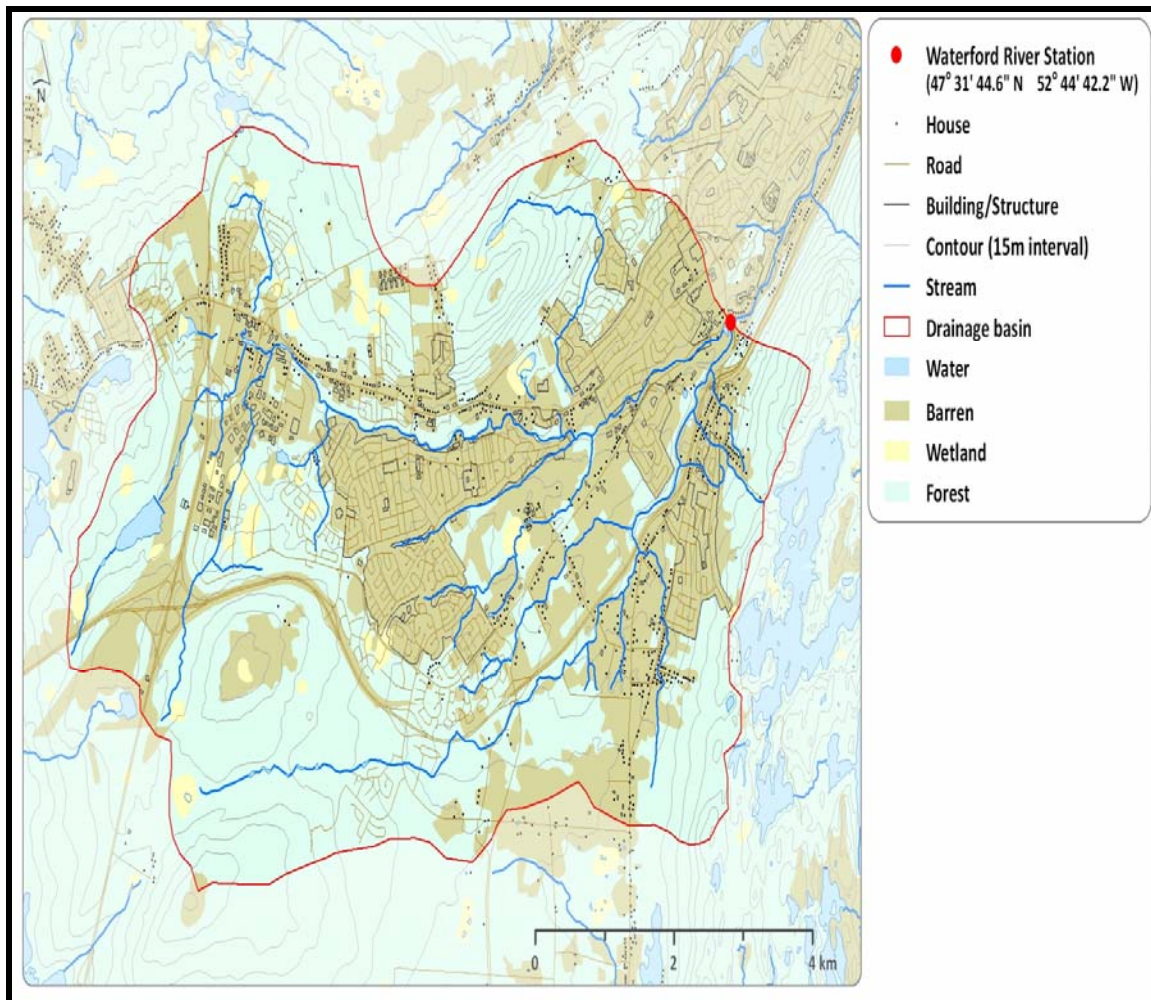 N
Waterford River Station
(47° 31' 44.6" N 52° 44' 42.2" W)
House
Road
Building/Structure
Contour (15m interval)
Stream
Drainage basin
Water
Barren
Wetland
Forest
0 2 4 km